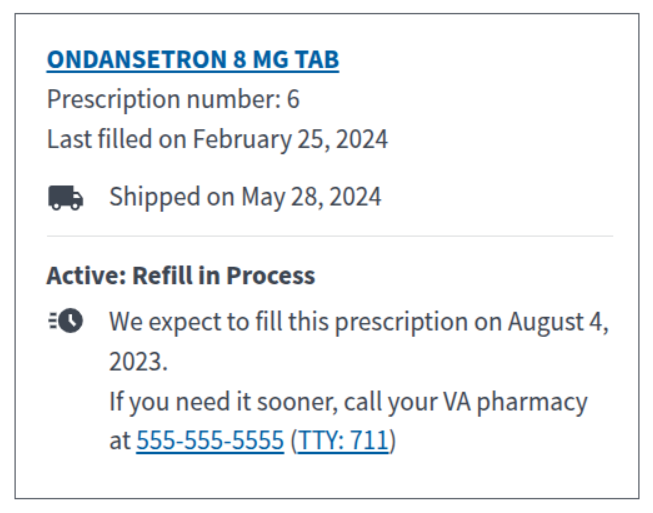 ONDANSETRON 8 MG TAB
Prescription number: 6
Last filled on February 25, 2024
Shipped on May 28, 2024
Active: Refill in Process
We expect to fill this prescription on August 4,
2023.
If you need it sooner, call your VA pharmacy
at 555-555-5555 (TTY: 711)